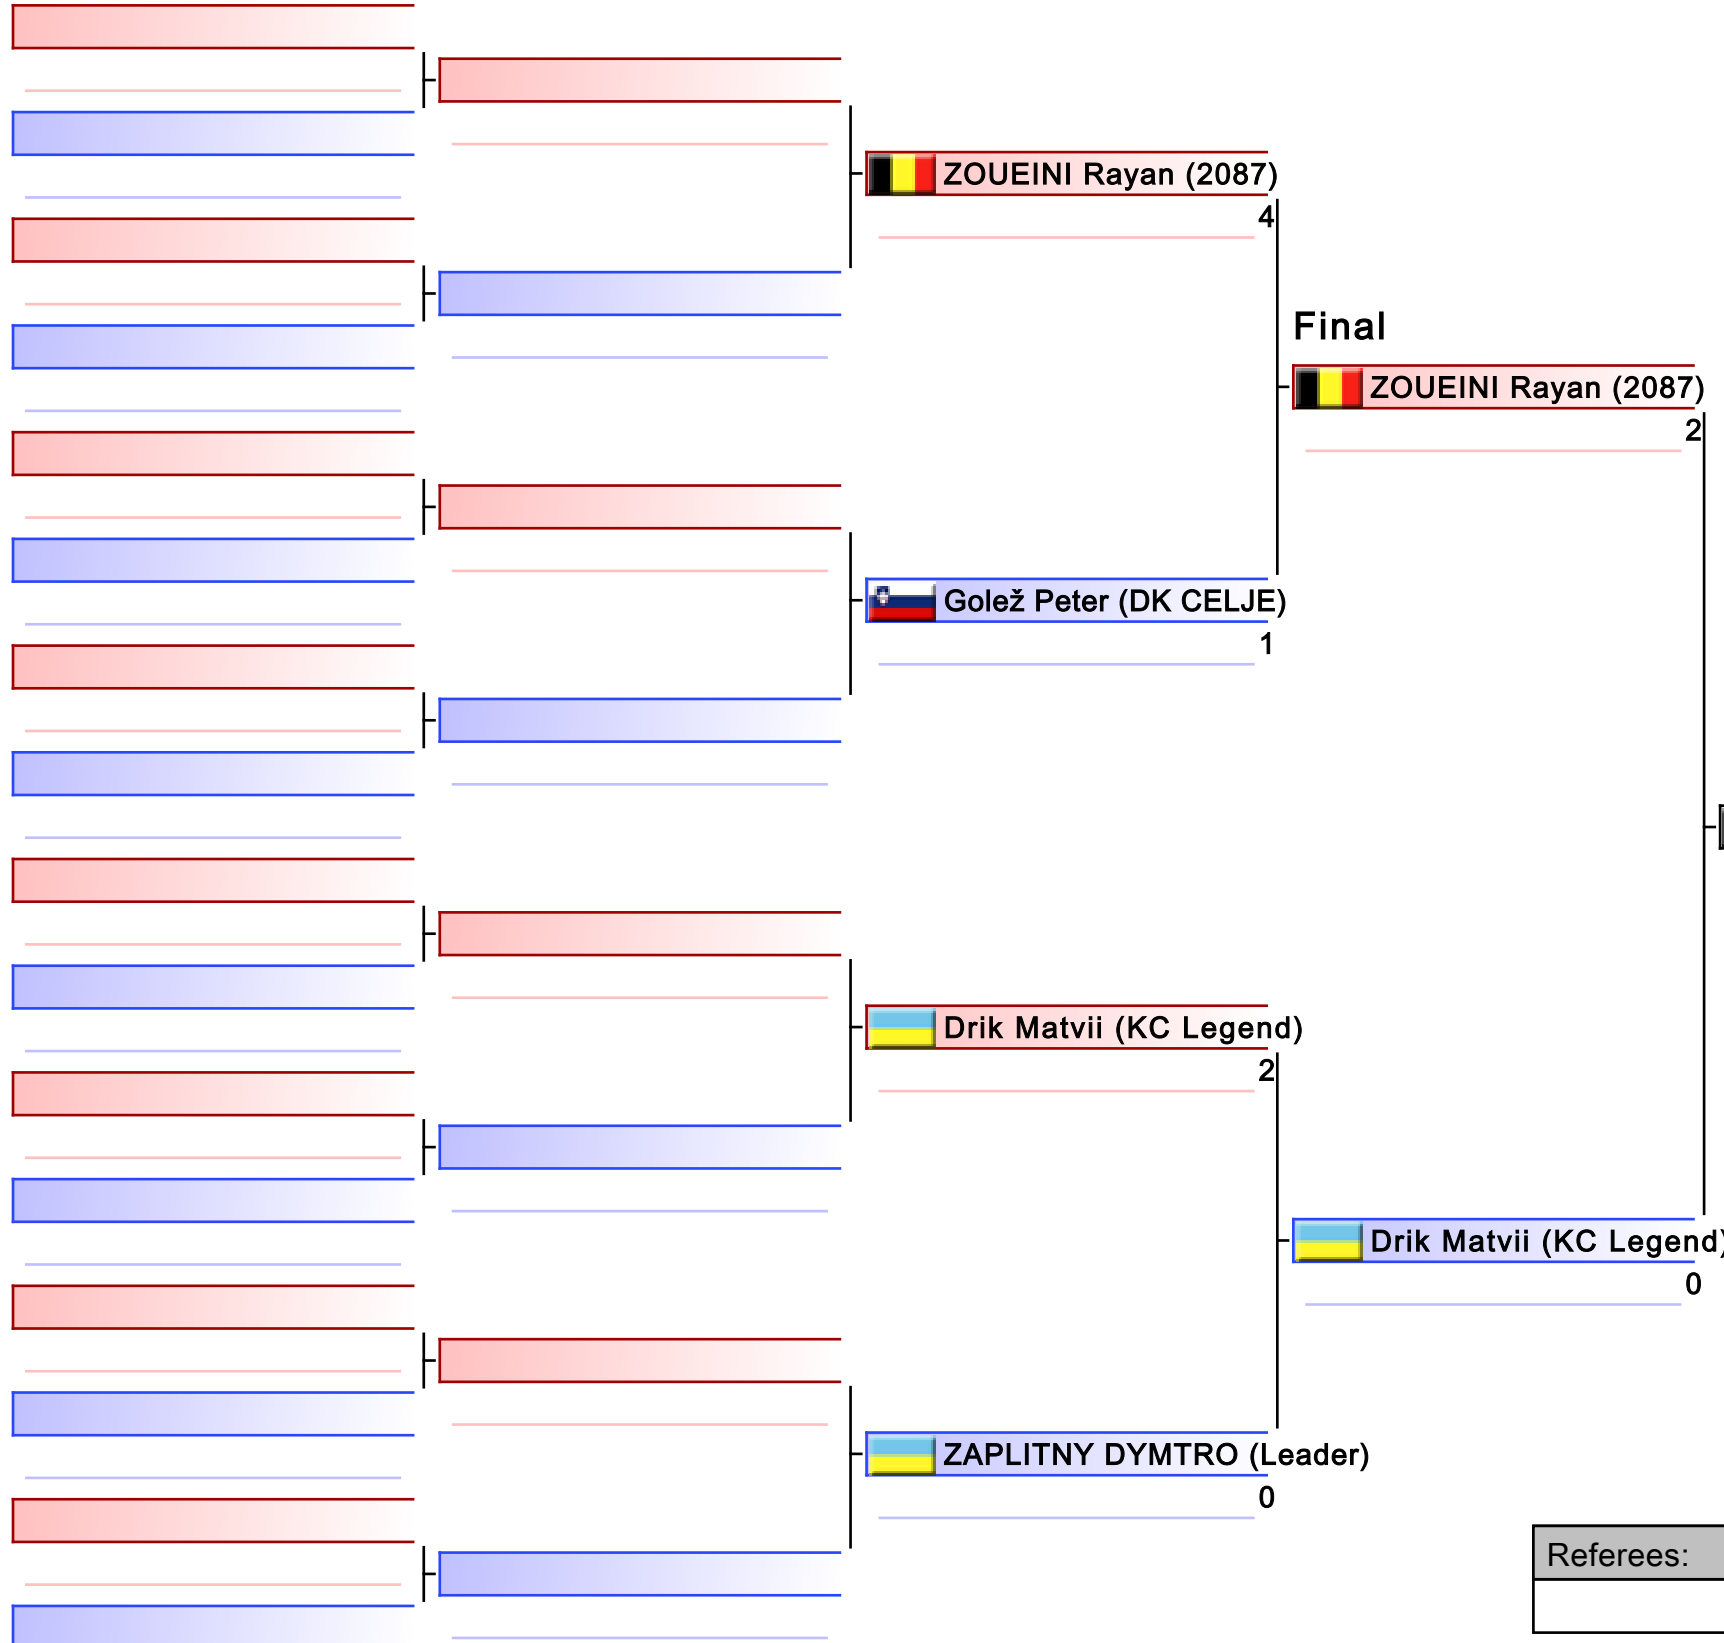 ZOUEINI Rayan (2087)
4
Final
ZOUEINI Rayan (2087)
2
Golež Peter (DK CELJE)
1
Drik Matvii (KC Legend)
2
Drik Matvii (KC Legend)
0
ZAPLITNY DYMTRO (Leader)
0
Referees: